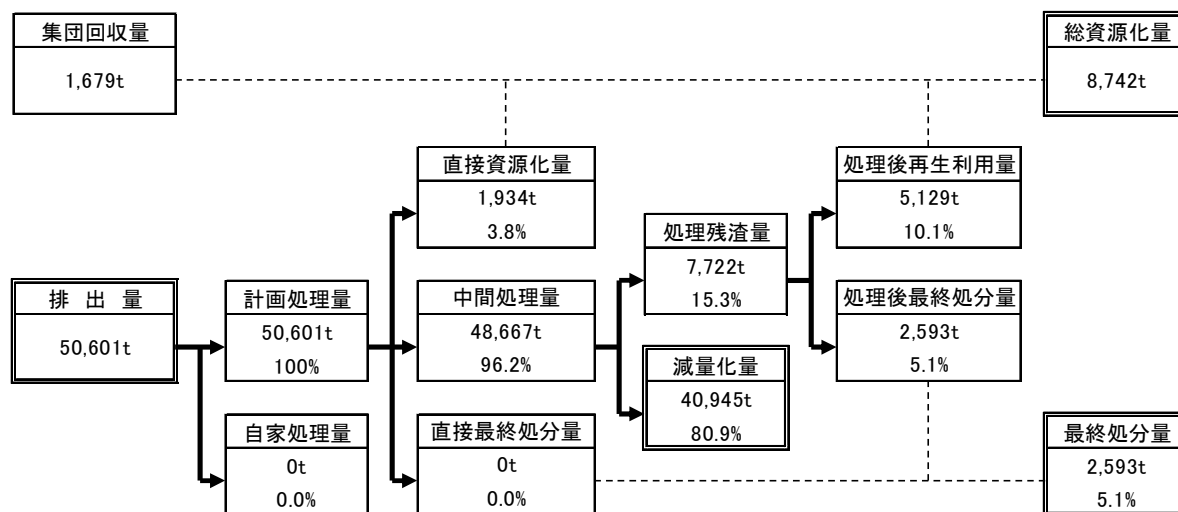 集団回収量
1,679t
総資源化量
8,742t
直接資源化量
1,934t
3.8%
処理後再生利用量
5,129t
10.1%
処理残渣量
7,722t
15.3%
排 出 量
50,601t
計画処理量
50,601t
100%
中間処理量
48,667t
96.2%
処理後最終処分量
2,593t
5.1%
減量化量
40,945t
80.9%
自家処理量
0t
0.0%
直接最終処分量
0t
0.0%
最終処分量
2,593t
5.1%